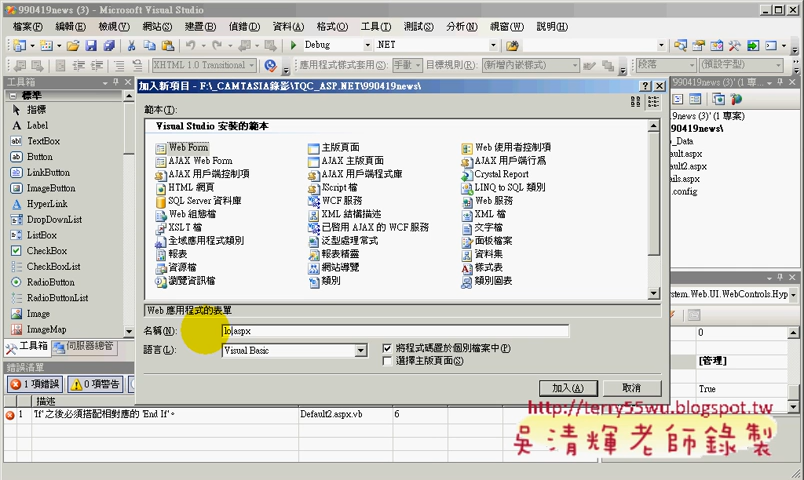 990419news (3) - Microsoft Visual Studio
檔案(F) 編輯(E) 檢視(V) 網站(S) 建置(B) 偵錯(D) 資料(A) 格式(O) 工具(T) 測試(S) 分析(N) 視窗(W) 說明(H)
Debug .NET
XHTML 1.0 Transitional 應用程式樣式套用: 手動 目標規則: (新增內嵌樣式) 段落 (預設字型)
工具箱
標準
指標
Label
TextBox
Button
LinkButton
ImageButton
HyperLink
DropDownList
ListBox
CheckBox
CheckBoxList
RadioButton
RadioButtonList
Image
ImageMap
工具箱 伺服器總管
加入新項目 - F:\_CAMTASIA錄影\TQC_ASP.NET\990419news\
範本(T):
Visual Studio 安裝的範本
Web Form 主版頁面 Web 使用者控制項
AJAX Web Form AJAX 主版頁面 AJAX 用戶端行為
AJAX 用戶端控制項 AJAX 用戶端程式庫 Crystal Report
HTML 網頁 JScript 檔 LINQ to SQL 類別
SQL Server 資料庫 WCF 服務 Web 服務
Web 組態檔 XML 結構描述 XML 檔
XSLT 檔 已啟用 AJAX 的 WCF 服務 文字檔
全域應用程式類別 泛型處理常式 面板檔案
報表 報表精靈 資料集
資源檔 網站導覽 樣式表
瀏覽資訊檔 類別 類別圖表
Web 應用程式的表單
名稱(N): lo.aspx
語言(L): Visual Basic 將程式碼置於個別檔案中(P)
選擇主版頁面(S)
加入(A) 取消
990419news (3)' (1 專案)
ews (3)' (1 專案)
90419news\
p_Data
ault.aspx
ault2.aspx
ails.aspx
.config
stem.Web.UI.WebControls.Hyp
0
[管理]
True
錯誤清單
1 項錯誤 0 項警告
描述
1 'If' 之後必須搭配相對應的 'End If'。 Default2.aspx.vb 6
http://terry55wu.blogspot.tw
吳清輝老師錄製